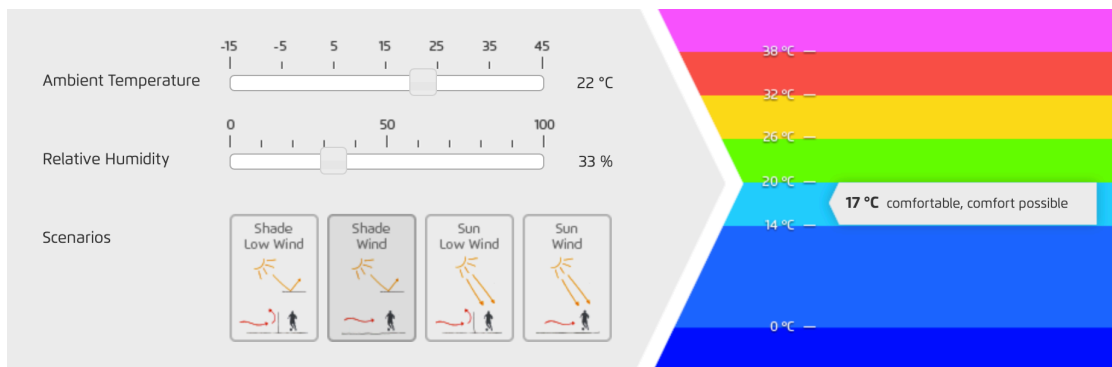 -15 -5 5 15 25 35 45
Ambient Temperature 22 °C
0 50 100
Relative Humidity 33 %
Scenarios
Shade
Low Wind
Shade
Wind
Sun
Low Wind
Sun
Wind
38 °C
32 °C
26 °C
20 °C
17 °C comfortable, comfort possible
14 °C
0 °C